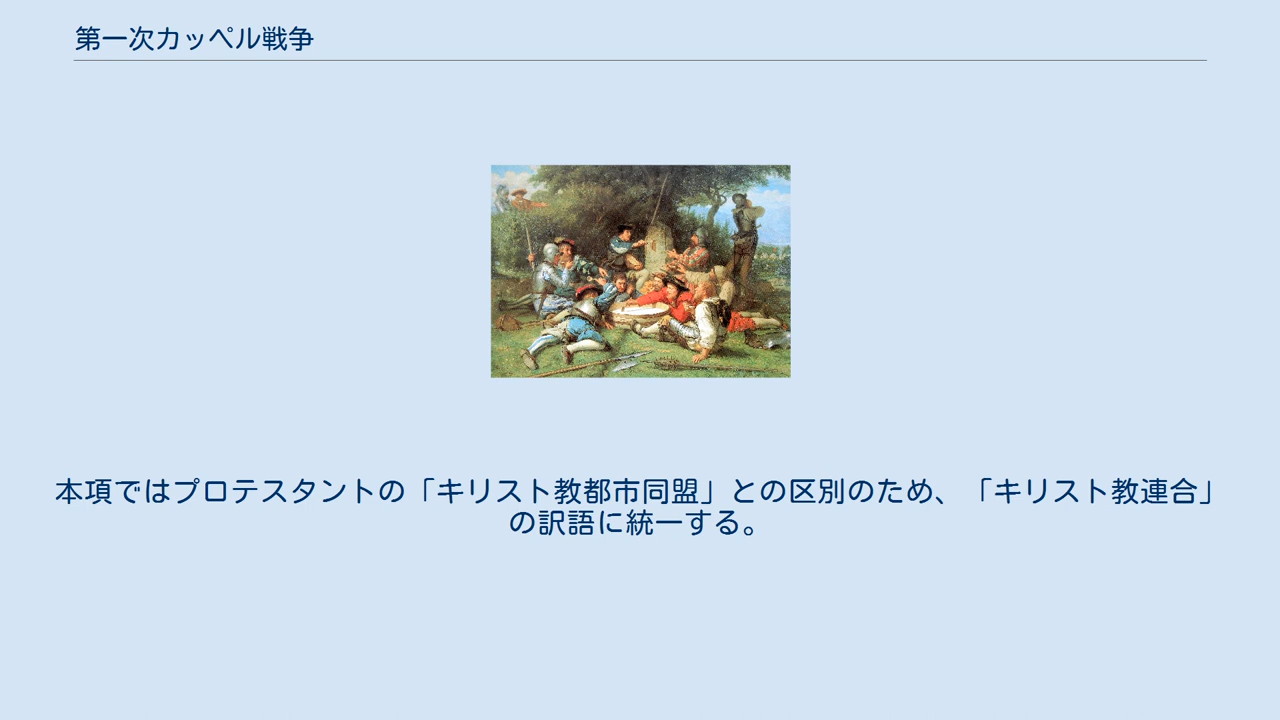 第一次カッペル戦争
本項ではプロテスタントの「キリスト教都市同盟」との区別のため、「キリスト教連合」
の訳語に統一する。